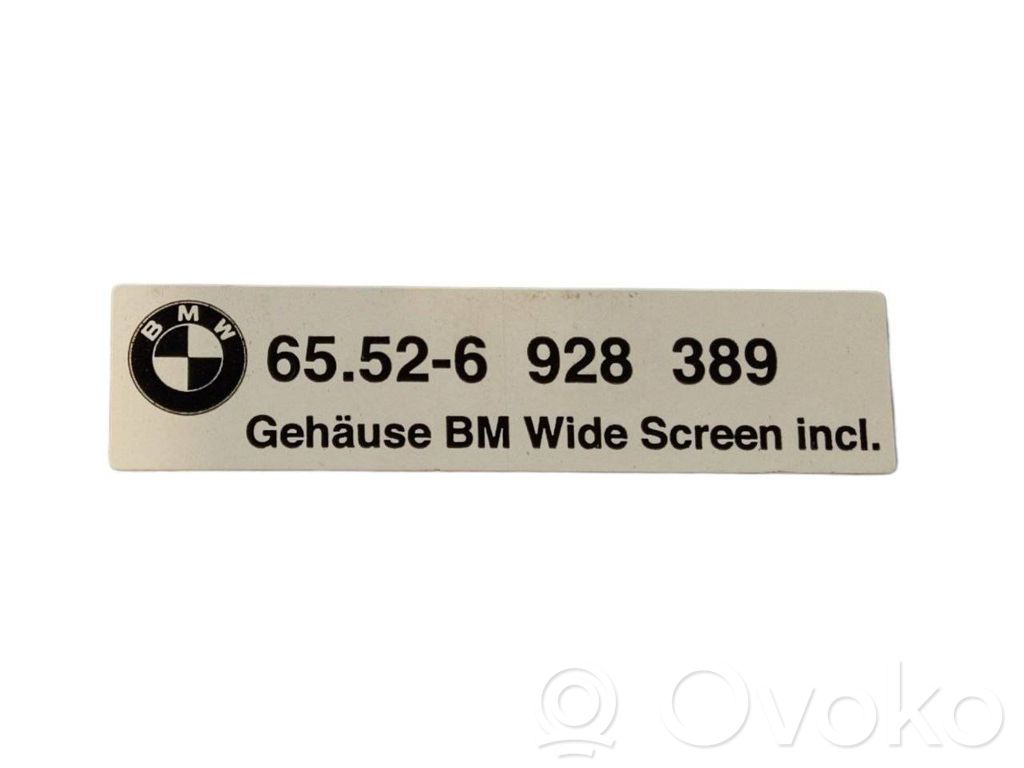 BMW
65.52-6 928 389
Gehäuse BM Wide Screen incl.
Ovoko